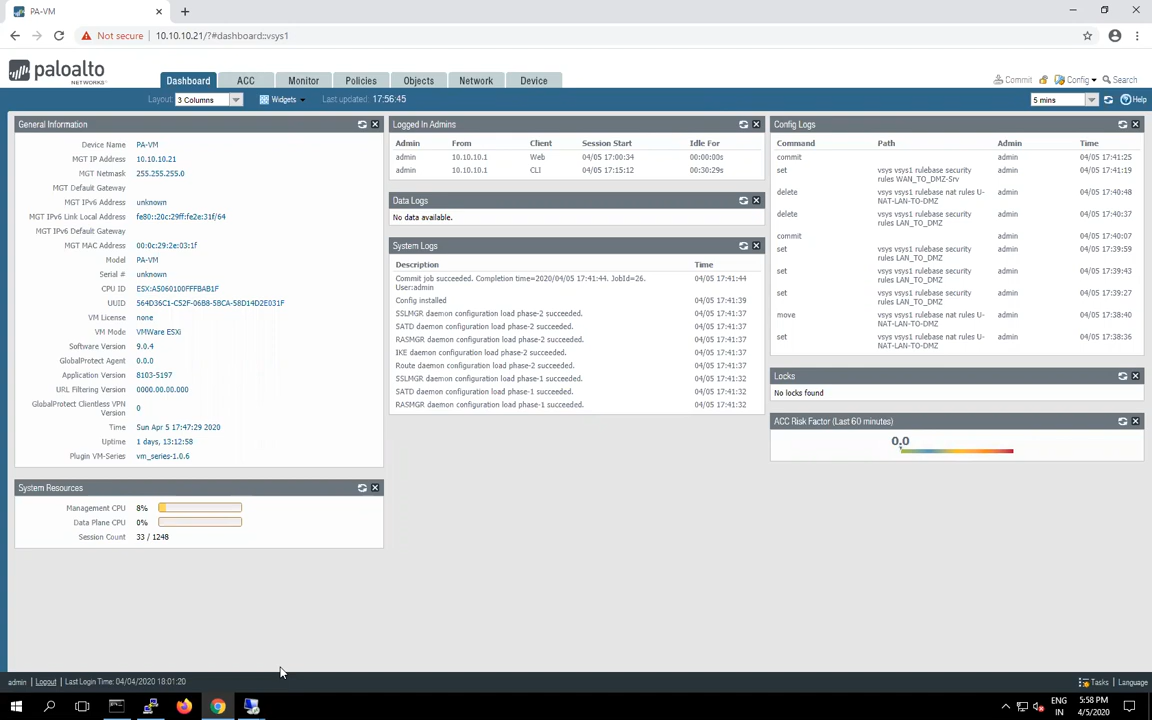 PA-VM
Not secure 10.10.10.21/?#dashboard::vsys1
paloalto
NETWORKS
Dashboard ACC Monitor Policies Objects Network Device
Commit Config Search
Layout 3 Columns Widgets Last updated: 17:56:45 5 mins Help
General Information
Device Name PA-VM
MGT IP Address 10.10.10.21
MGT Netmask 255.255.255.0
MGT Default Gateway
MGT IPv6 Address unknown
MGT IPv6 Link Local Address fe80::20c:29ff:fe2e:31f/64
MGT IPv6 Default Gateway
MGT MAC Address 00:0c:29:2e:03:1f
Model PA-VM
Serial # unknown
CPU ID ESX:A5060100FFFBAB1F
UUID 564D36C1-C52F-06B8-5BCA-58D14D2E031F
VM License none
VM Mode VMWare ESXi
Software Version 9.0.4
GlobalProtect Agent 0.0.0
Application Version 8103-5197
URL Filtering Version 0000.00.00.000
GlobalProtect Clientless VPN
Version 0
Time Sun Apr 5 17:47:29 2020
Uptime 1 days, 13:12:58
Plugin VM-Series vm_series-1.0.6
System Resources
Management CPU 8%
Data Plane CPU 0%
Session Count 33 / 1248
Logged In Admins
Admin From Client Session Start Idle For
admin 10.10.10.1 Web 04/05 17:00:34 00:00:00s
admin 10.10.10.1 CLI 04/05 17:15:12 00:30:29s
Data Logs
No data available.
System Logs
Description Time
Commit job succeeded. Completion time=2020/04/05 17:41:44. JobId=26. 04/05 17:41:44
User:admin
Config installed 04/05 17:41:39
SSLMGR daemon configuration load phase-2 succeeded. 04/05 17:41:37
SATD daemon configuration load phase-2 succeeded. 04/05 17:41:37
RASMGR daemon configuration load phase-2 succeeded. 04/05 17:41:37
IKE daemon configuration load phase-2 succeeded. 04/05 17:41:37
Route daemon configuration load phase-2 succeeded. 04/05 17:41:37
SSLMGR daemon configuration load phase-1 succeeded. 04/05 17:41:32
SATD daemon configuration load phase-1 succeeded. 04/05 17:41:32
RASMGR daemon configuration load phase-1 succeeded. 04/05 17:41:32
Config Logs
Command Path Admin Time
commit admin 04/05 17:41:25
set vsys vsys1 rulebase security admin 04/05 17:41:19
rules WAN_TO_DMZ-Srv
delete vsys vsys1 rulebase nat rules U- admin 04/05 17:40:48
NAT-LAN-TO-DMZ
delete vsys vsys1 rulebase security admin 04/05 17:40:37
rules LAN_TO_DMZ
commit admin 04/05 17:40:07
set vsys vsys1 rulebase security admin 04/05 17:39:59
rules LAN_TO_DMZ
set vsys vsys1 rulebase security admin 04/05 17:39:43
rules LAN_TO_DMZ
set vsys vsys1 rulebase security admin 04/05 17:39:27
rules LAN_TO_DMZ
move vsys vsys1 rulebase nat rules U- admin 04/05 17:38:40
NAT-LAN-TO-DMZ
set vsys vsys1 rulebase nat rules U- admin 04/05 17:38:36
NAT-LAN-TO-DMZ
Locks
No locks found
ACC Risk Factor (Last 60 minutes)
0.0
admin Logout Last Login Time: 04/04/2020 18:01:20 Tasks Language
ENG
IN
5:58 PM
4/5/2020